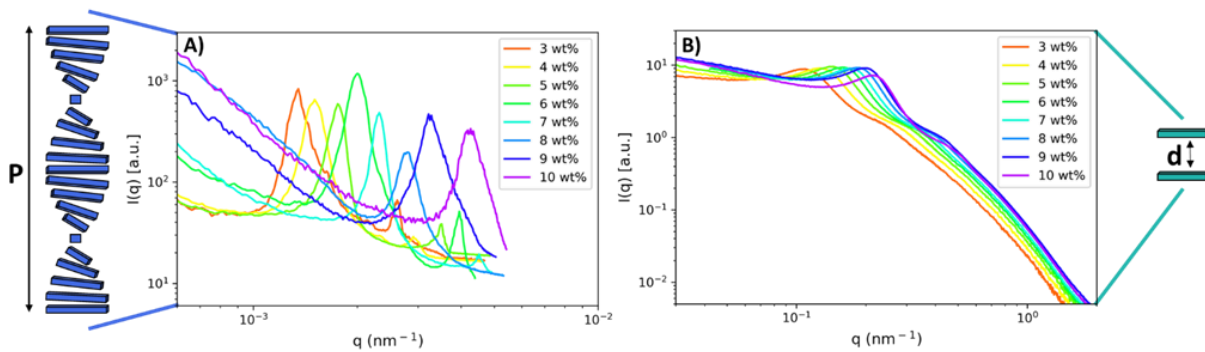 P
A)
I(q) [a.u.]
10³
10²
10¹
3 wt%
4 wt%
5 wt%
6 wt%
7 wt%
8 wt%
9 wt%
10 wt%
10⁻³
10⁻²
q (nm⁻¹)
B)
I(q) [a.u.]
10¹
10⁰
10⁻¹
10⁻²
3 wt%
4 wt%
5 wt%
6 wt%
7 wt%
8 wt%
9 wt%
10 wt%
10⁻¹
10⁰
q (nm⁻¹)
d